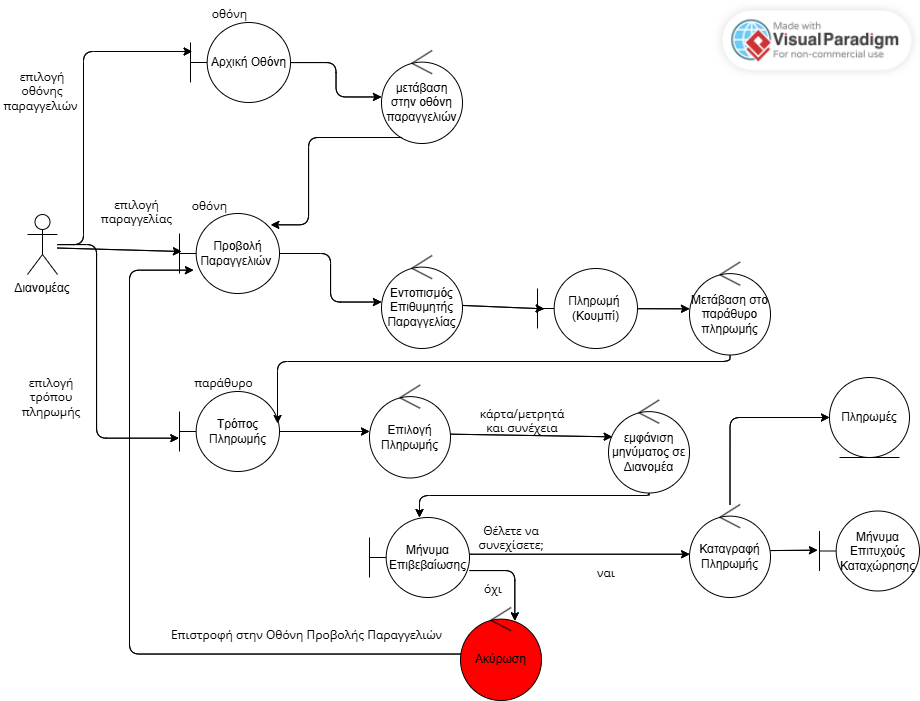 οθόνη
Made with
VisualParadigm
For non-commercial use
Αρχική Οθόνη
επιλογή
οθόνης
παραγγελιών
μετάβαση
στην οθόνη
παραγγελιών
επιλογή
παραγγελίας
οθόνη
Προβολή
Παραγγελιών
Διανομέας
Εντοπισμός
Επιθυμητής
Παραγγελίας
Πληρωμή
(Κουμπί)
Μετάβαση στο
παράθυρο
πληρωμής
επιλογή
τρόπου
πληρωμής
παράθυρο
Τρόπος
Πληρωμής
Επιλογή
Πληρωμής
κάρτα/μετρητά
και συνέχεια
εμφάνιση
μηνύματος σε
Διανομέα
Πληρωμές
Μήνυμα
Επιβεβαίωσης
Θέλετε να
συνεχίσετε;
ναι
Καταγραφή
Πληρωμής
Μήνυμα
Επιτυχούς
Καταχώρησης
όχι
Επιστροφή στην Οθόνη Προβολής Παραγγελιών
Ακύρωση